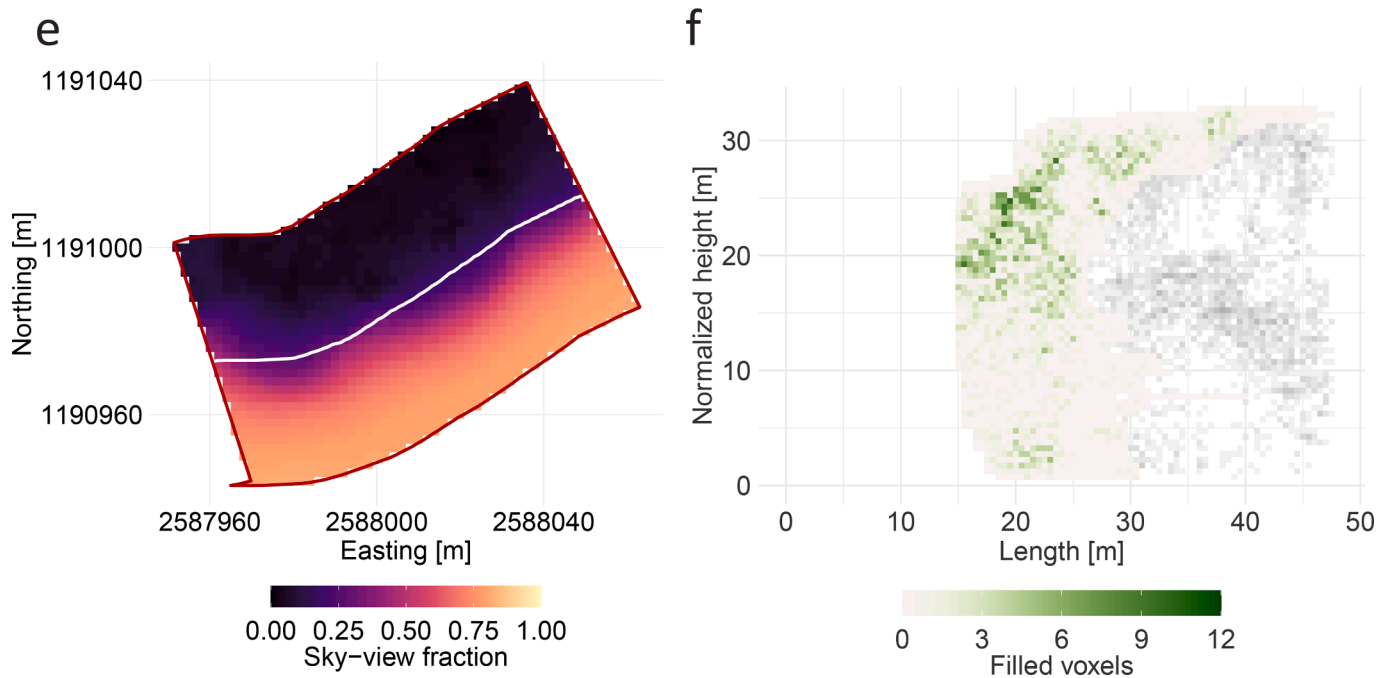 e
1191040
1191000
1190960
Northing [m]
2587960 2588000 2588040
Easting [m]
0.00 0.25 0.50 0.75 1.00
Sky−view fraction
f
30
20
10
0
Normalized height [m]
0 10 20 30 40 50
Length [m]
0 3 6 9 12
Filled voxels